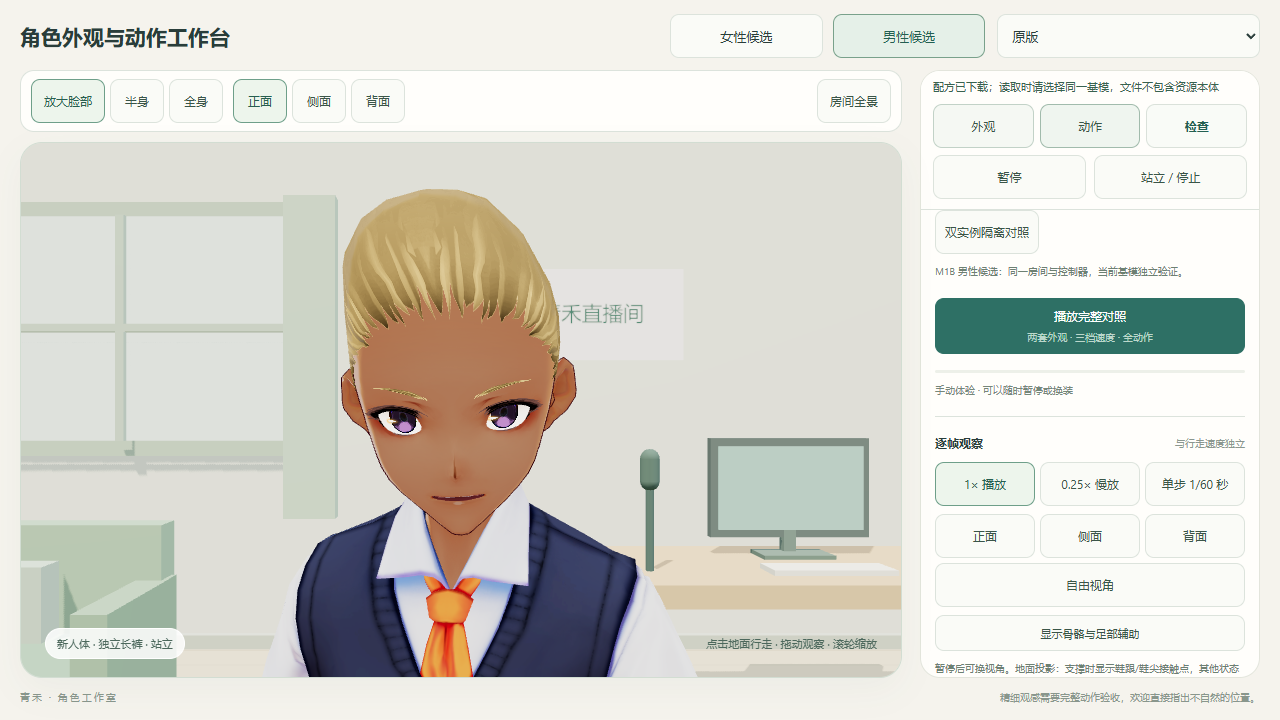 角色外观与动作工作台
女性候选
男性候选
原版
放大脸部
半身
全身
正面
侧面
背面
房间全景
配方已下载；读取时请选择同一基模，文件不包含资源本体
外观
动作
检查
暂停
站立 / 停止
双实例隔离对照
M1B 男性候选：同一房间与控制器，当前基模独立验证。
播放完整对照
两套外观 · 三档速度 · 全动作
手动体验 · 可以随时暂停或换装
逐帧观察
与行走速度独立
1× 播放
0.25× 慢放
单步 1/60 秒
正面
侧面
背面
自由视角
显示骨骼与足部辅助
暂停后可换视角。地面投影：支撑时显示鞋跟/鞋尖接触点，其他状态
禾直播间
新人体 · 独立长裤 · 站立
点击地面行走 · 拖动观察 · 滚轮缩放
青禾 · 角色工作室
精细观感需要完整动作验收，欢迎直接指出不自然的位置。